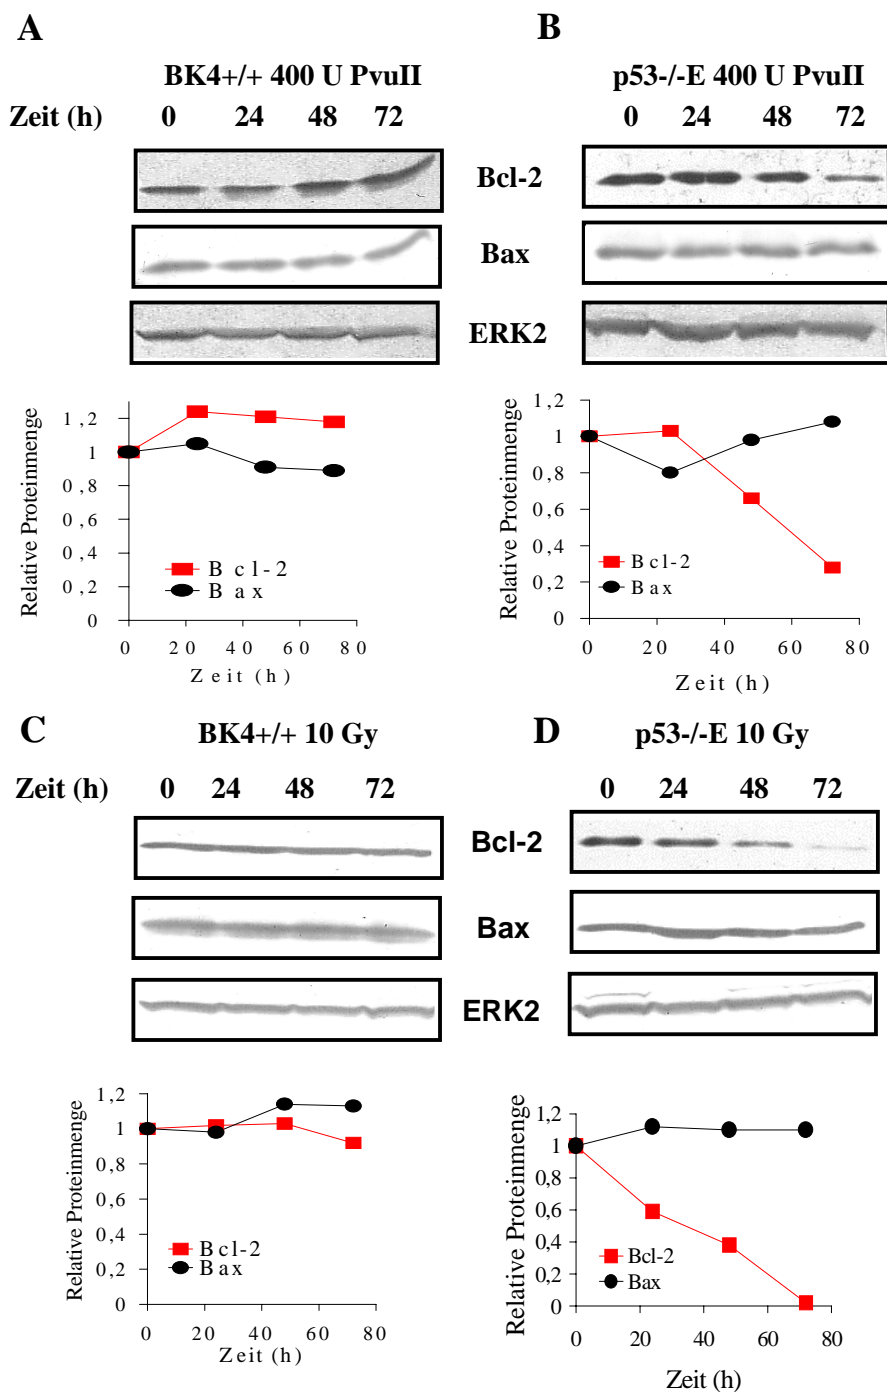 A
BK4+/+ 400 U PvuII
Zeit (h) 0 24 48 72
B
p53-/-E 400 U PvuII
0 24 48 72
Bcl-2
Bax
ERK2
Relative Proteinmenge
1,2
1
0,8
0,6
0,4
0,2
0
Bcl-2
Bax
0 20 40 60 80
Zeit (h)
Relative Proteinmenge
1,2
1
0,8
0,6
0,4
0,2
0
Bcl-2
Bax
0 20 40 60 80
Zeit (h)
C
BK4+/+ 10 Gy
Zeit (h) 0 24 48 72
D
p53-/-E 10 Gy
0 24 48 72
Bcl-2
Bax
ERK2
Relative Proteinmenge
1,2
1
0,8
0,6
0,4
0,2
0
Bcl-2
Bax
0 20 40 60 80
Zeit (h)
Relative Proteinmenge
1,2
1
0,8
0,6
0,4
0,2
0
Bcl-2
Bax
0 20 40 60 80
Zeit (h)